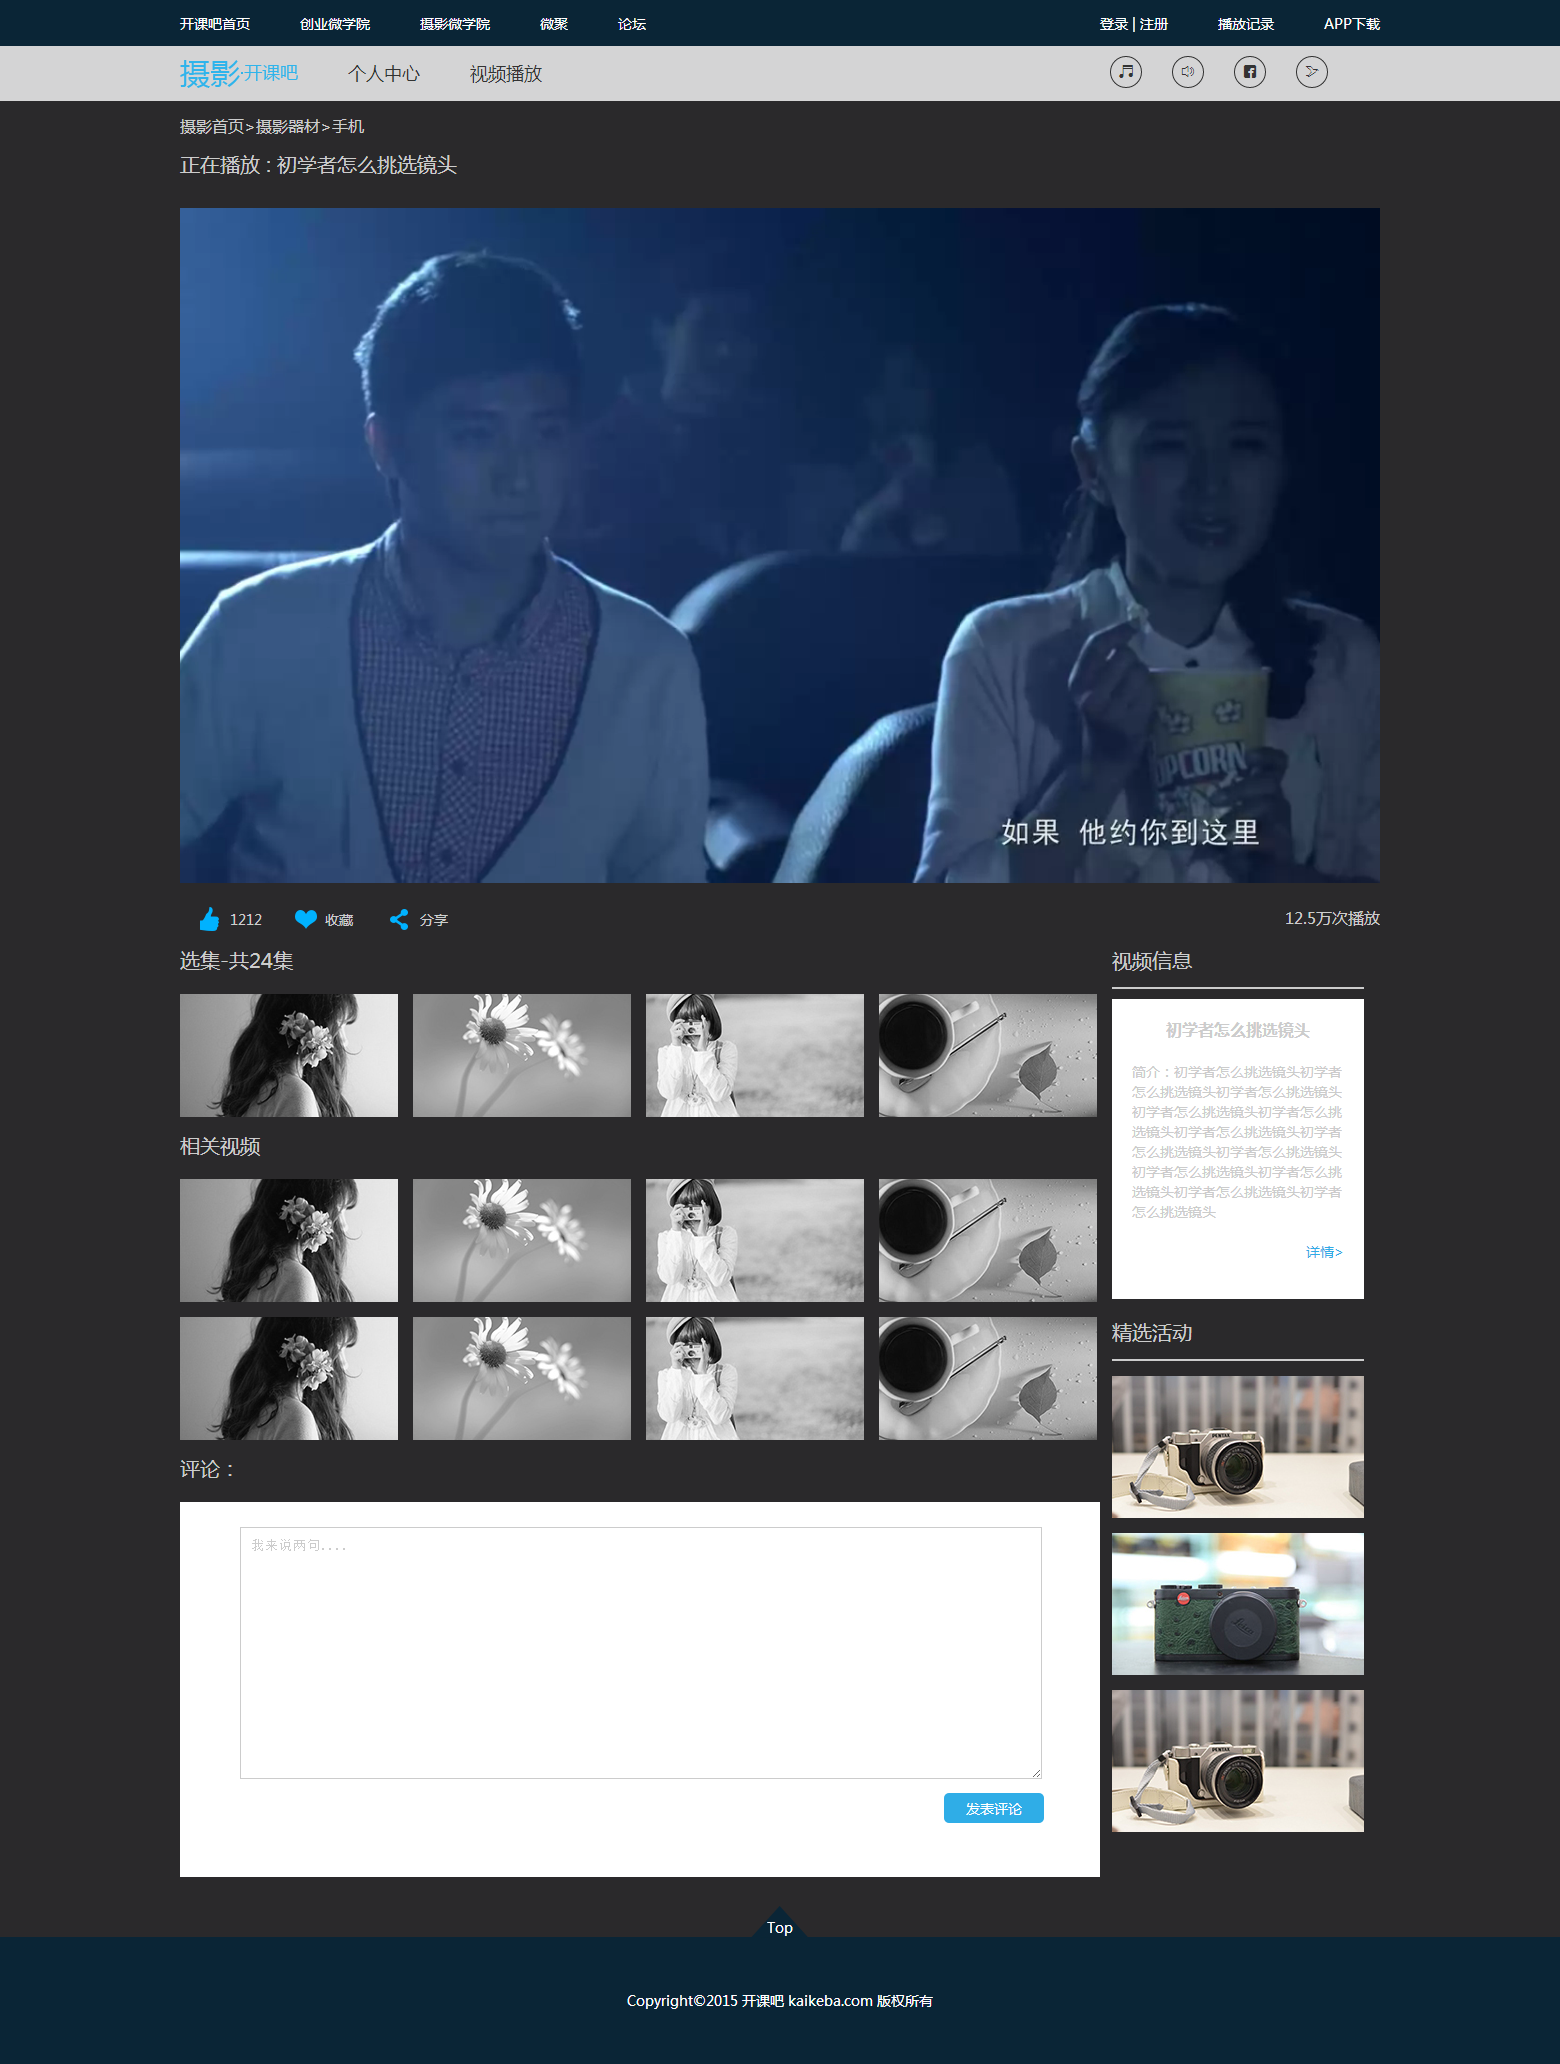 开课吧首页 创业微学院 摄影微学院 微聚 论坛 登录 | 注册 播放记录 APP下载
摄影·开课吧 个人中心 视频播放
摄影首页>摄影器材>手机
正在播放 : 初学者怎么挑选镜头
POPCORN
如果 他约你到这里
1212 收藏 分享 12.5万次播放
选集-共24集
视频信息
初学者怎么挑选镜头
简介：初学者怎么挑选镜头初学者
怎么挑选镜头初学者怎么挑选镜头
初学者怎么挑选镜头初学者怎么挑
选镜头初学者怎么挑选镜头初学者
怎么挑选镜头初学者怎么挑选镜头
初学者怎么挑选镜头初学者怎么挑
选镜头初学者怎么挑选镜头初学者
怎么挑选镜头
详情>
相关视频
精选活动
PENTAX
Leica
PENTAX
评论：
我来说两句....
发表评论
Top
Copyright©2015 开课吧 kaikeba.com 版权所有